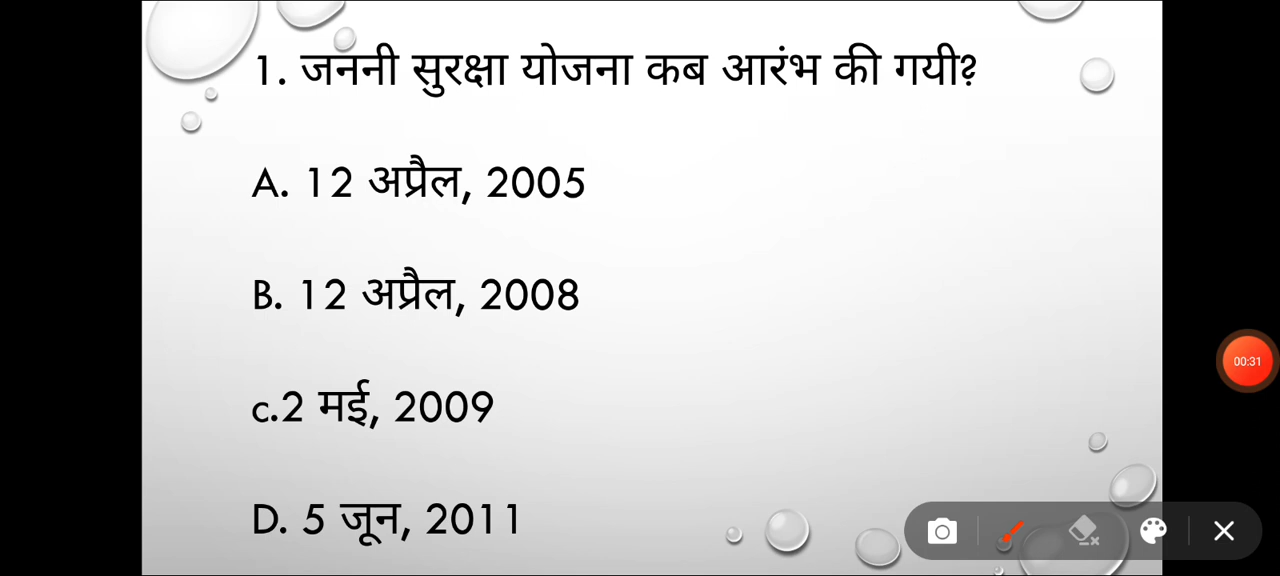 1. जननी सुरक्षा योजना कब आरंभ की गयी?
A. 12 अप्रैल, 2005
B. 12 अप्रैल, 2008
c.2 मई, 2009
00:31
D. 5 जून, 2011